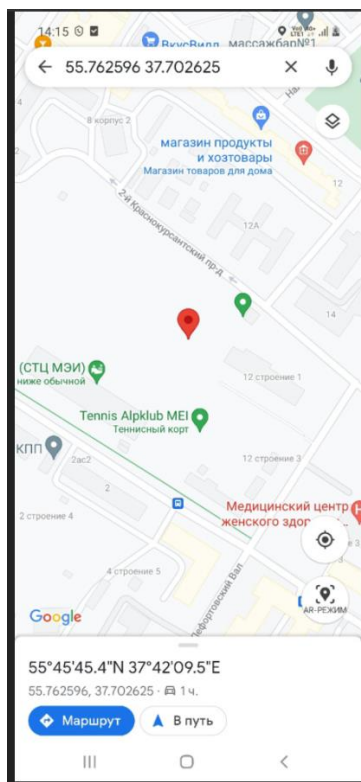 14:15
ВкусВилл
массажбар№1
55.762596 37.702625
8 корпус 2
магазин продукты
и хозтовары
Магазин товаров для дома
12
2-й Краснокурсантский пр-д
12А
14
(СТЦ МЭИ)
ниже обычной
12 строение 1
Tennis Alpklub MEI
Теннисный корт
КПП
2ас2
12 строение 3
2
2 строение 4
Медицинский центр
женского здор...
4 строение 5
3
Лефортовский Вал
AR-РЕЖИМ
Google
55°45'45.4"N 37°42'09.5"E
55.762596, 37.702625 · 1 ч.
Маршрут
В путь